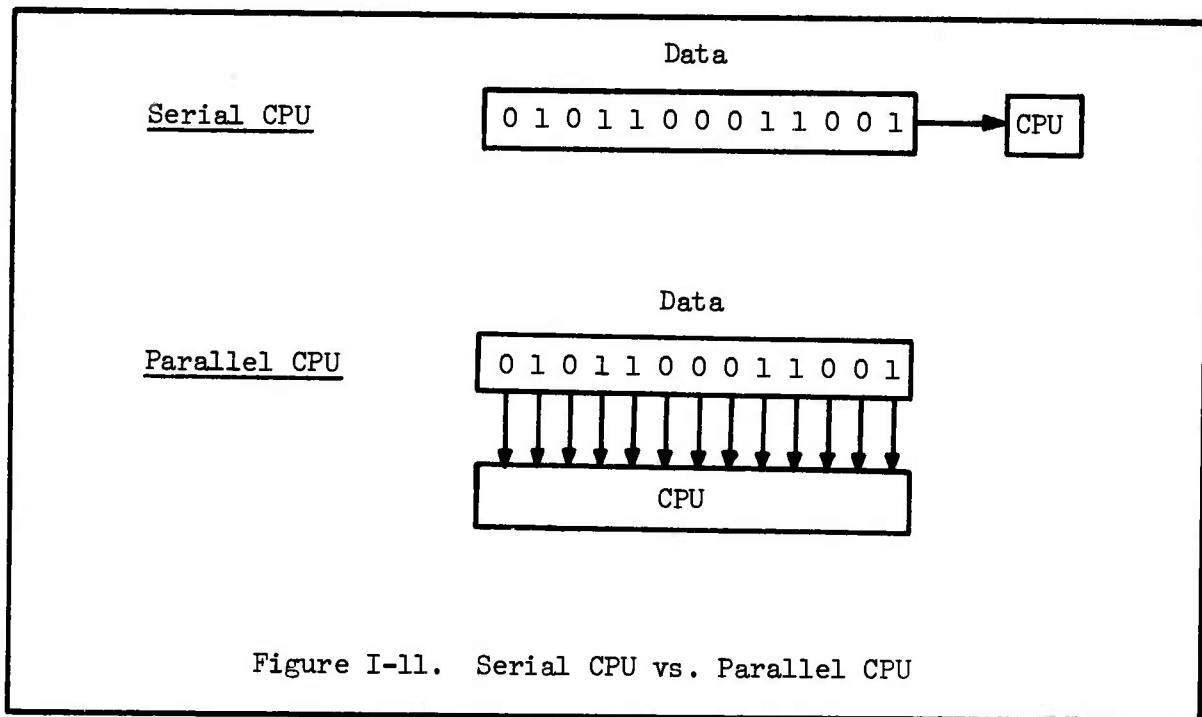 Data
Serial CPU
0 1 0 1 1 0 0 0 1 1 0 0 1
CPU
Data
Parallel CPU
0 1 0 1 1 0 0 0 1 1 0 0 1
CPU
Figure I-11. Serial CPU vs. Parallel CPU